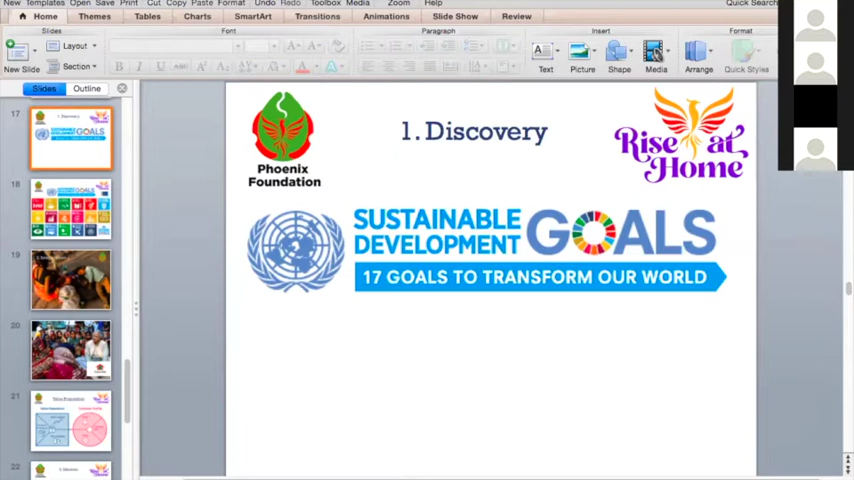 New Templates Open Save Print Cut Copy Paste Format Undo Redo Toolbox Media Zoom Help Quick Search
Home Themes Tables Charts SmartArt Transitions Animations Slide Show Review
Slides Font Paragraph Insert Format
New Slide
Layout
Section
Text Picture Shape Media Arrange Quick Styles
Slides Outline
17
18
19
20
21
22
1. Discovery
Phoenix
Foundation
Rise at
Home
SUSTAINABLE
DEVELOPMENT
GOALS
17 GOALS TO TRANSFORM OUR WORLD